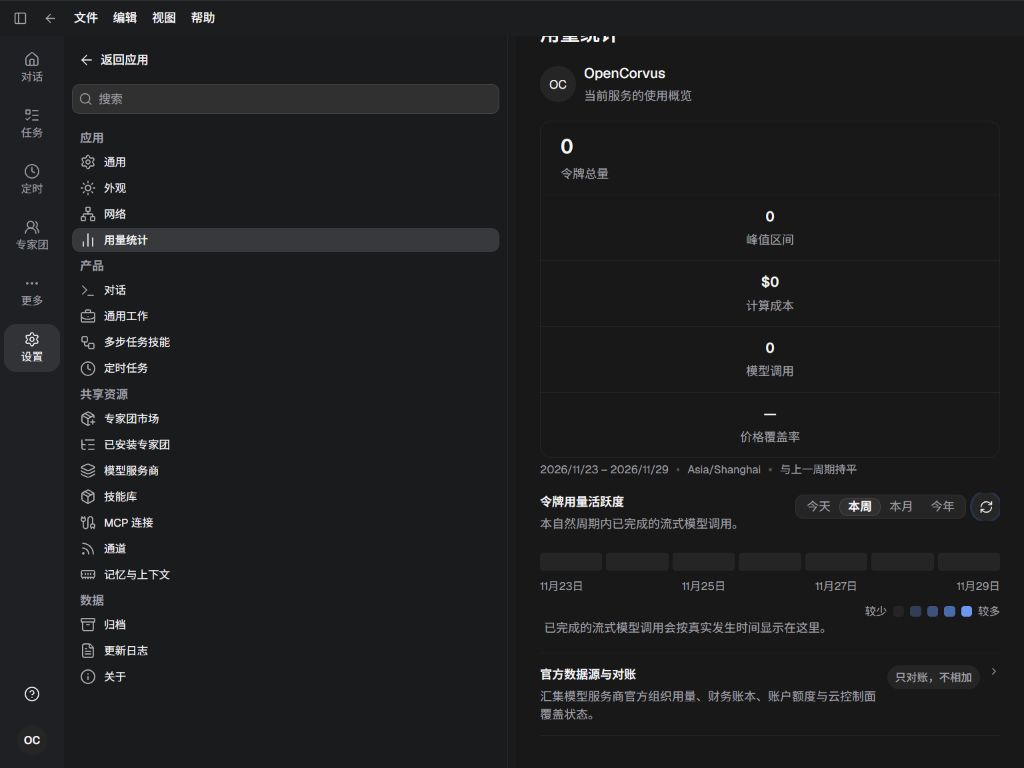 文件 编辑 视图 帮助
对话
任务
定时
专家团
更多
设置
OC
返回应用
搜索
应用
通用
外观
网络
用量统计
产品
对话
通用工作
多步任务技能
定时任务
共享资源
专家团市场
已安装专家团
模型服务商
技能库
MCP 连接
通道
记忆与上下文
数据
归档
更新日志
关于
用量统计
OC
OpenCorvus
当前服务的使用概览
0
令牌总量
0
峰值区间
$0
计算成本
0
模型调用
—
价格覆盖率
2026/11/23 – 2026/11/29 • Asia/Shanghai • 与上一周期持平
令牌用量活跃度
本自然周期内已完成的流式模型调用。
今天 本周 本月 今年
11月23日 11月25日 11月27日 11月29日
较少 较多
已完成的流式模型调用会按真实发生时间显示在这里。
官方数据源与对账
汇集模型服务商官方组织用量、财务账本、账户额度与云控制面
覆盖状态。
只对账，不相加